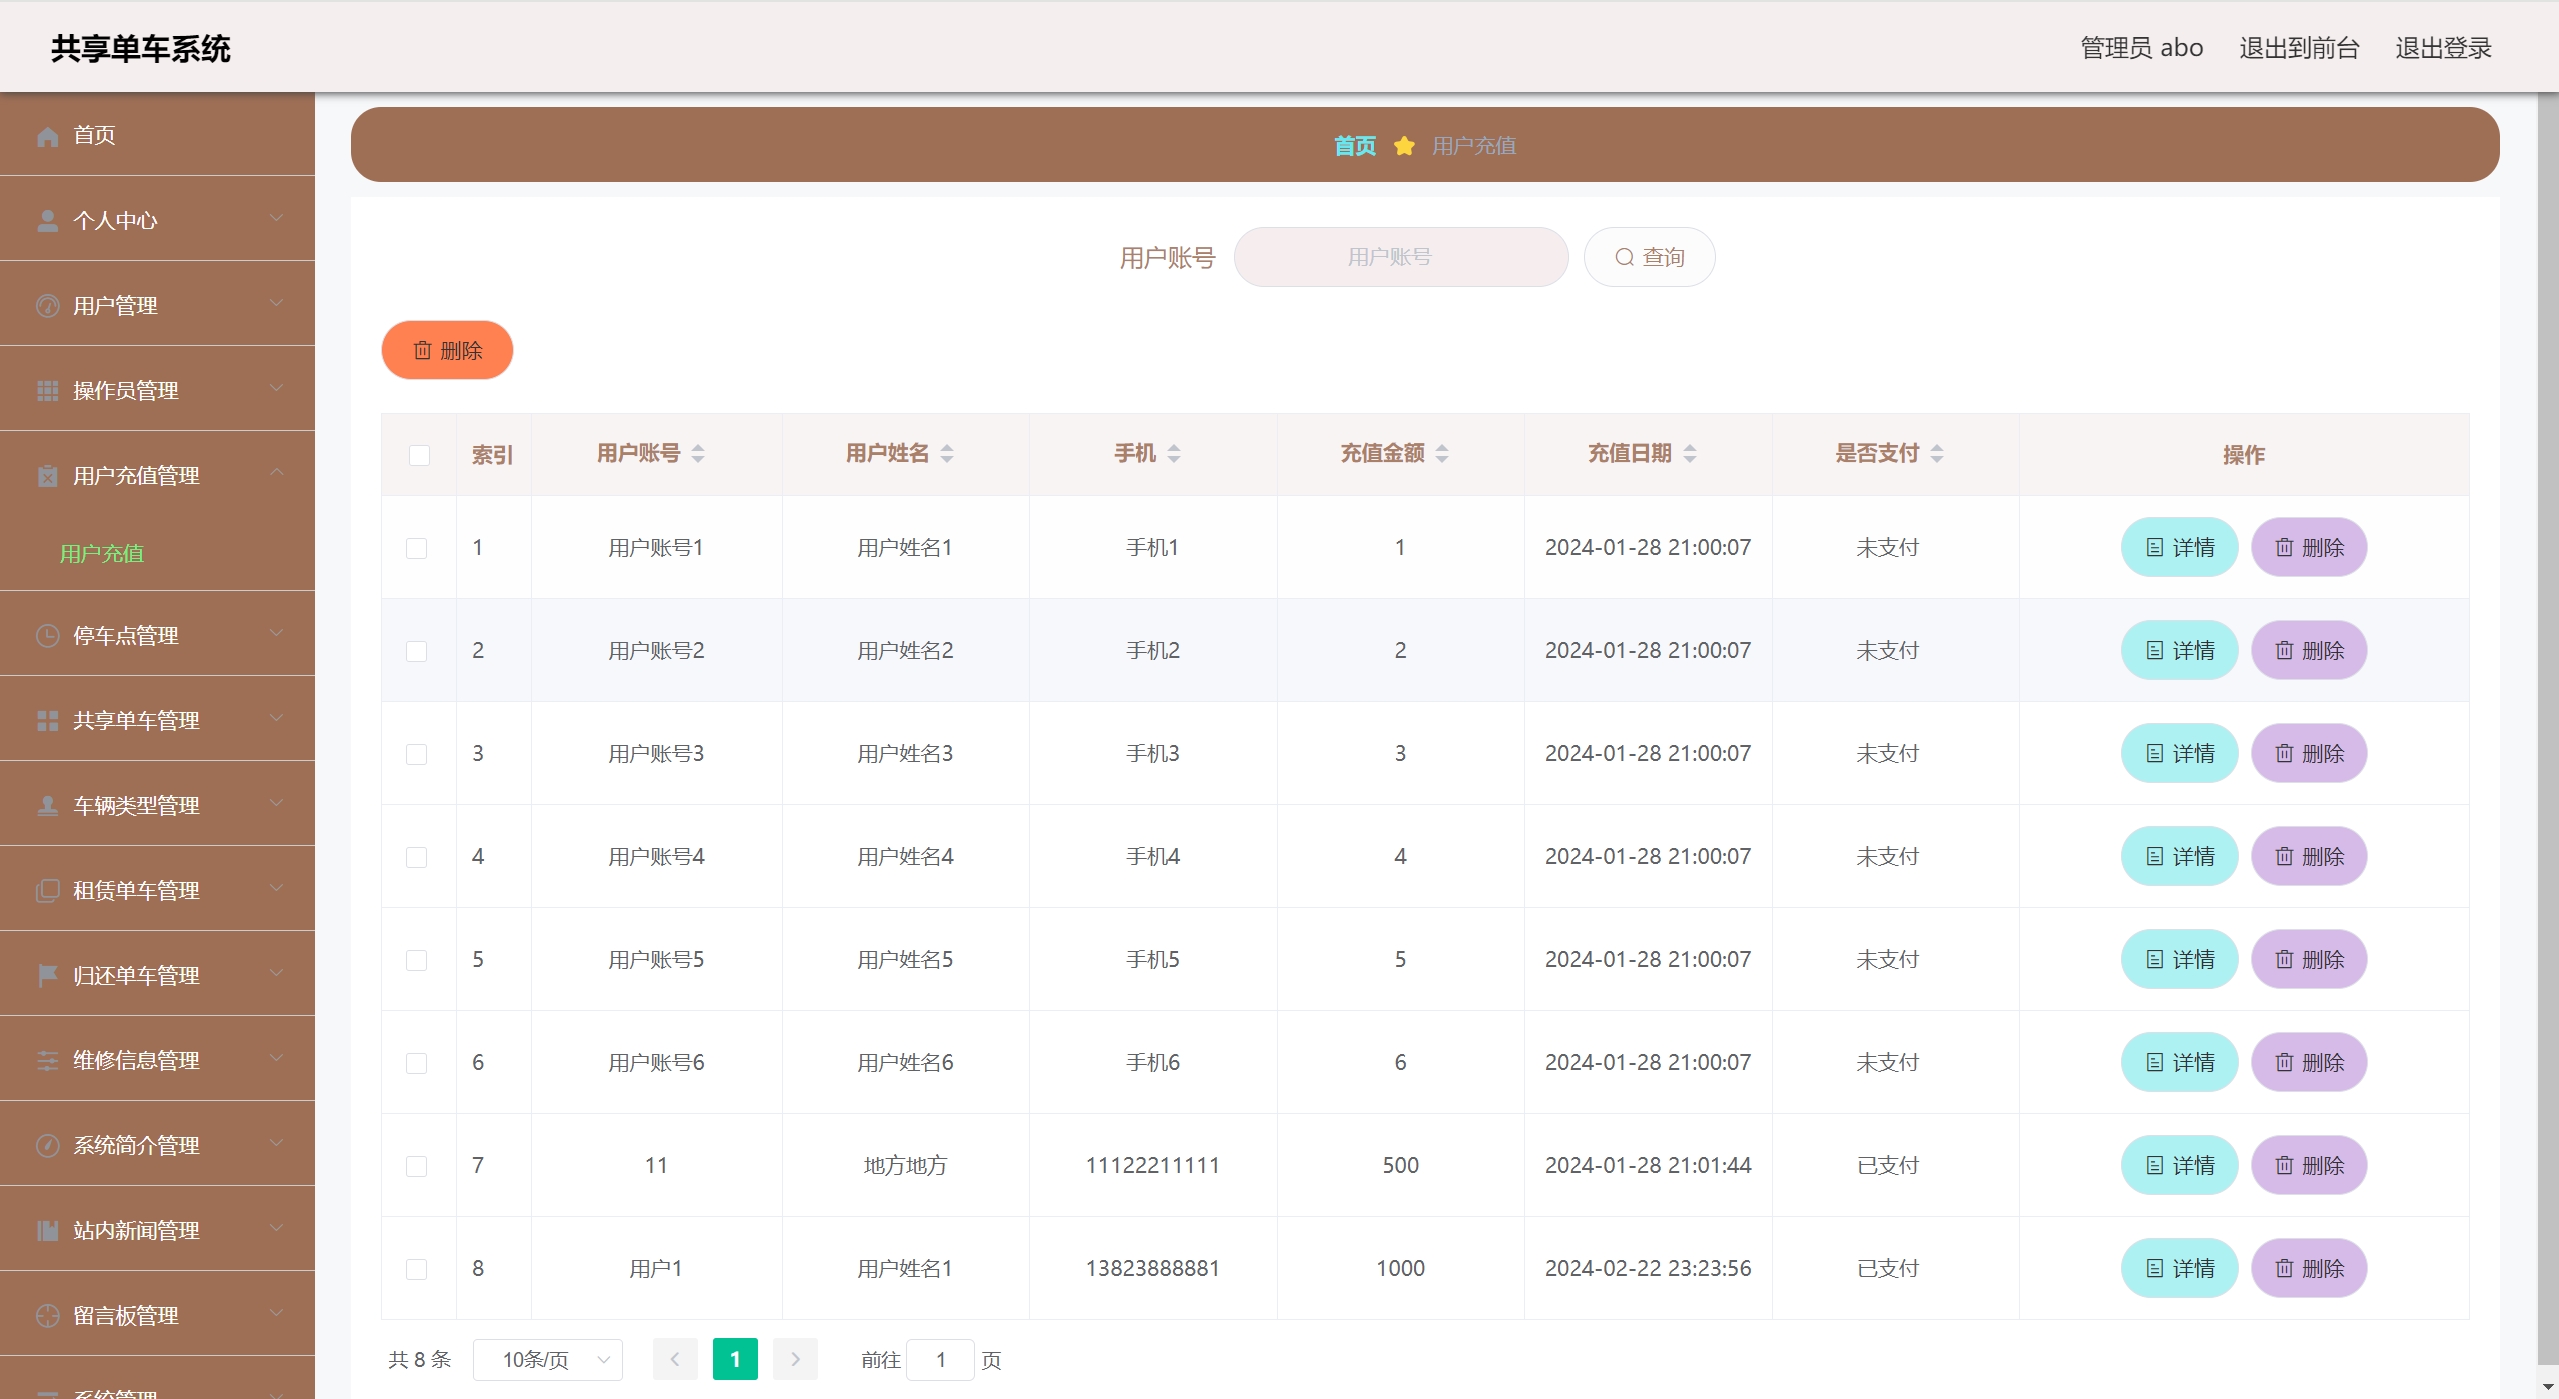 共享单车系统
管理员 abo 退出到前台 退出登录
首页
个人中心
用户管理
操作员管理
用户充值管理
用户充值
停车点管理
共享单车管理
车辆类型管理
租赁单车管理
归还单车管理
维修信息管理
系统简介管理
站内新闻管理
留言板管理
系统管理
首页 用户充值
用户账号 用户账号 查询
删除
索引 用户账号 用户姓名 手机 充值金额 充值日期 是否支付 操作
1 用户账号1 用户姓名1 手机1 1 2024-01-28 21:00:07 未支付 详情 删除
2 用户账号2 用户姓名2 手机2 2 2024-01-28 21:00:07 未支付 详情 删除
3 用户账号3 用户姓名3 手机3 3 2024-01-28 21:00:07 未支付 详情 删除
4 用户账号4 用户姓名4 手机4 4 2024-01-28 21:00:07 未支付 详情 删除
5 用户账号5 用户姓名5 手机5 5 2024-01-28 21:00:07 未支付 详情 删除
6 用户账号6 用户姓名6 手机6 6 2024-01-28 21:00:07 未支付 详情 删除
7 11 地方地方 11122211111 500 2024-01-28 21:01:44 已支付 详情 删除
8 用户1 用户姓名1 13823888881 1000 2024-02-22 23:23:56 已支付 详情 删除
共 8 条 10条/页 1 前往 1 页